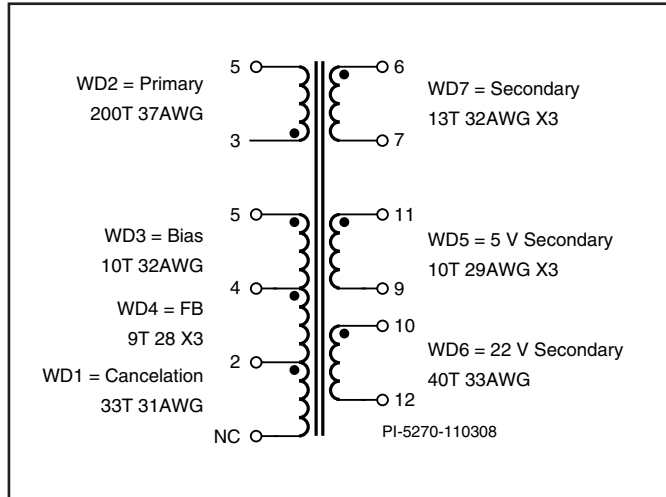 5
WD2 = Primary
200T 37AWG
3
6
WD7 = Secondary
13T 32AWG X3
7
5
WD3 = Bias
10T 32AWG
4
WD4 = FB
9T 28 X3
2
WD1 = Cancelation
33T 31AWG
NC
11
WD5 = 5 V Secondary
10T 29AWG X3
9
10
WD6 = 22 V Secondary
40T 33AWG
12
PI-5270-110308